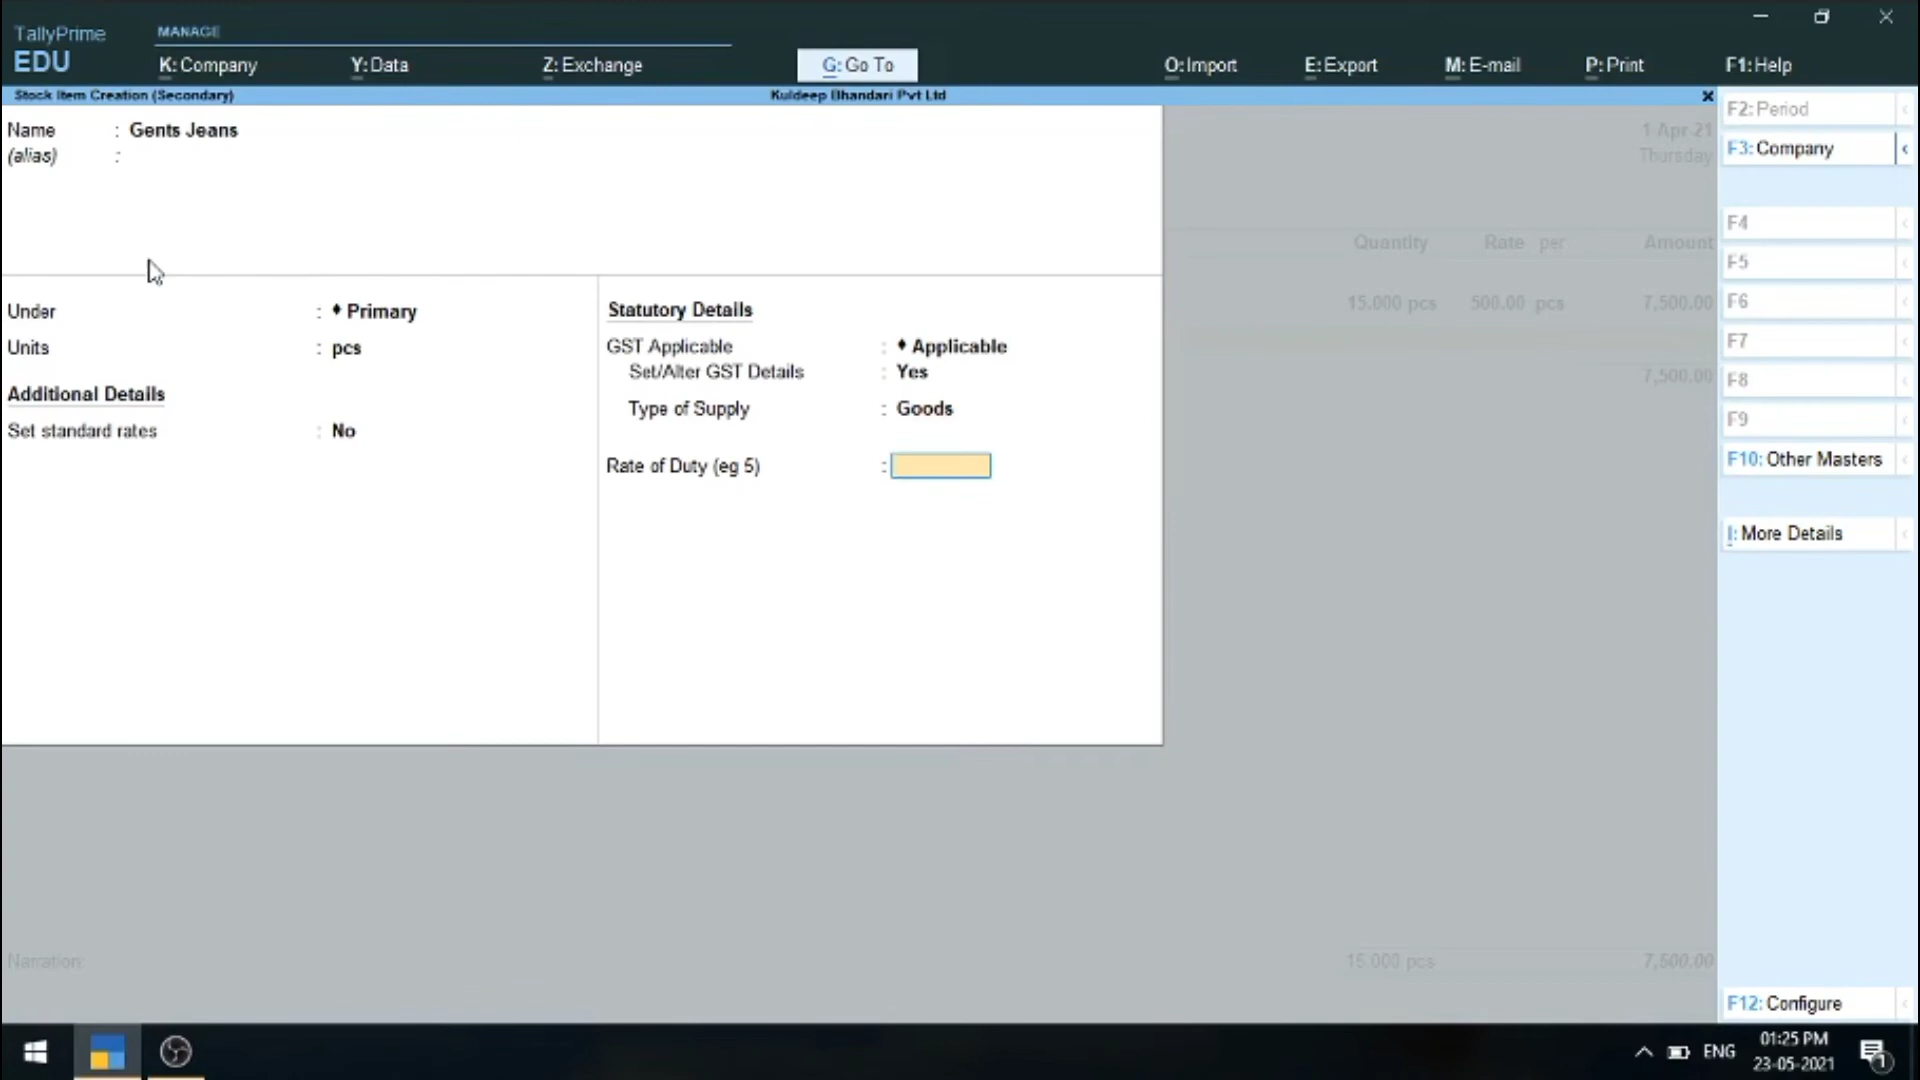 TallyPrime
EDU
MANAGE
K: Company
Y: Data
Z: Exchange
G: Go To
O: Import
E: Export
M: E-mail
P: Print
F1: Help
Stock Item Creation (Secondary)
Kuldeep Bhandari Pvt Ltd
Name : Gents Jeans
(alias) :
1-Apr-21
Thursday
Quantity Rate per Amount
15.000 pcs 500.00 pcs 7,500.00
7,500.00
Under : ♦ Primary
Units : pcs
Additional Details
Set standard rates : No
Statutory Details
GST Applicable : ♦ Applicable
Set/Alter GST Details : Yes
Type of Supply : Goods
Rate of Duty (eg 5) :
Narration:
15.000 pcs 7,500.00
F2: Period
F3: Company
F4
F5
F6
F7
F8
F9
F10: Other Masters
I: More Details
F12: Configure
ENG
01:25 PM
23-05-2021
1